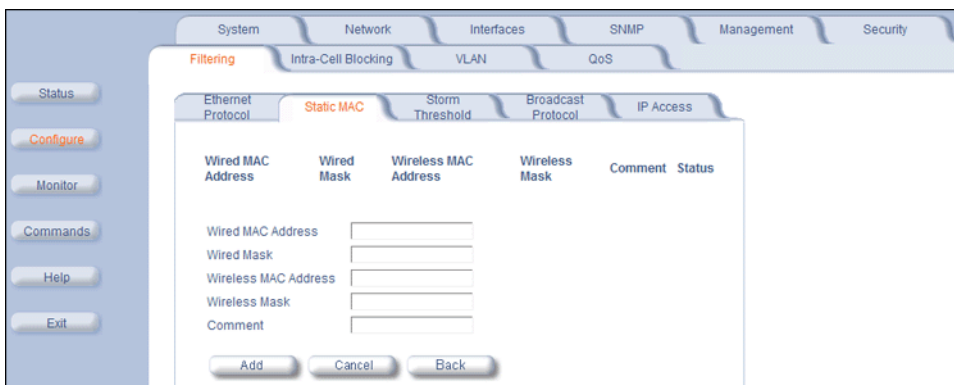 System Network Interfaces SNMP Management Security
Filtering Intra-Cell Blocking VLAN QoS
Status
Configure
Monitor
Commands
Help
Exit
Ethernet Protocol Static MAC Storm Threshold Broadcast Protocol IP Access
Wired MAC Address Wired Mask Wireless MAC Address Wireless Mask Comment Status
Wired MAC Address
Wired Mask
Wireless MAC Address
Wireless Mask
Comment
Add Cancel Back